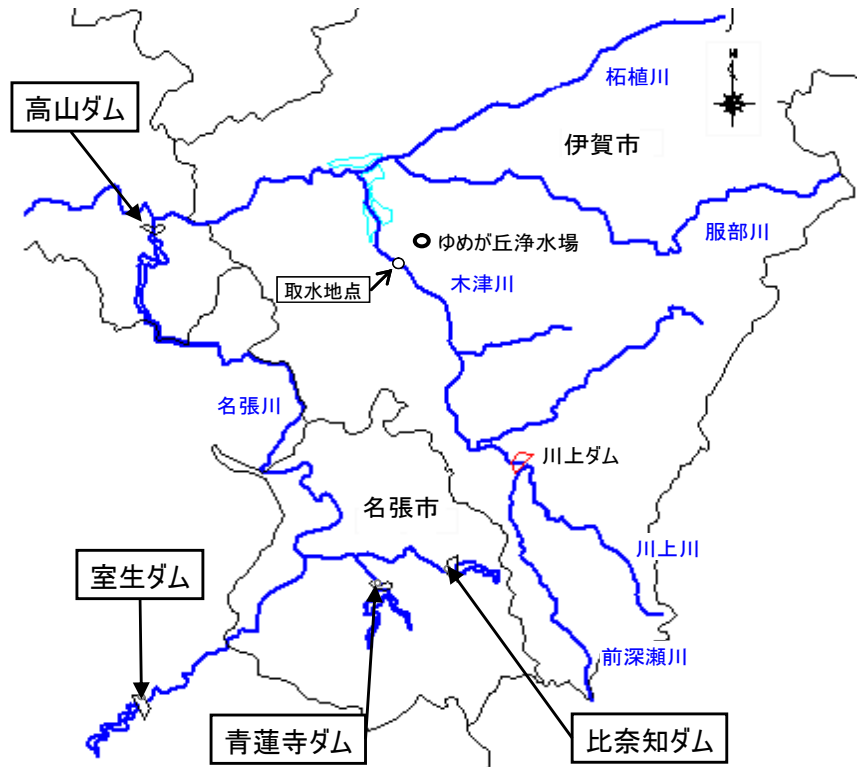 柘植川
高山ダム
伊賀市
服部川
ゆめが丘浄水場
取水地点
木津川
名張川
川上ダム
名張市
川上川
室生ダム
前深瀬川
青蓮寺ダム
比奈知ダム